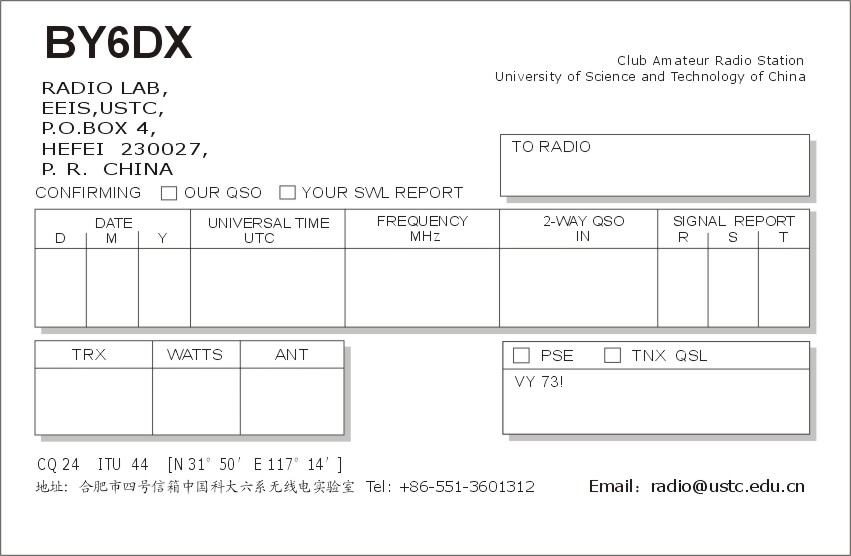 BY6DX
Club Amateur Radio Station
University of Science and Technology of China
RADIO LAB,
EEIS,USTC,
P.O.BOX 4,
HEFEI 230027,
P. R. CHINA
TO RADIO
CONFIRMING □ OUR QSO □ YOUR SWL REPORT
DATE
D M Y
UNIVERSAL TIME
UTC
FREQUENCY
MHz
2-WAY QSO
IN
SIGNAL REPORT
R S T
TRX WATTS ANT
□ PSE □ TNX QSL
VY 73!
CQ 24 ITU 44 [N 31° 50′ E 117° 14′]
地址: 合肥市四号信箱中国科大六系无线电实验室 Tel: +86-551-3601312
Email: radio@ustc.edu.cn